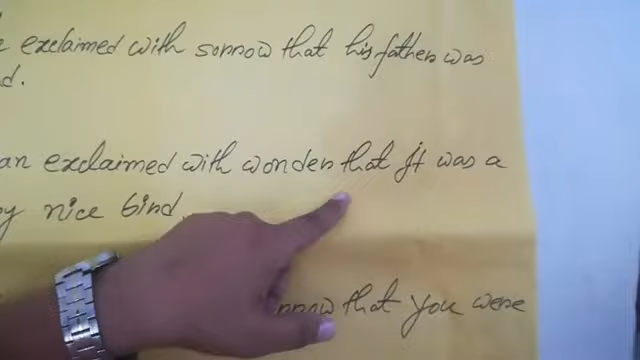 exclaimed with sorrow that his father was
d.
an exclaimed with wonder that it was a
y nice bird
that you were